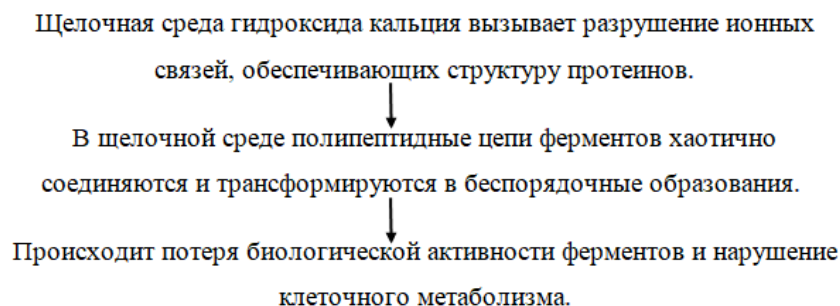 Щелочная среда гидроксида кальция вызывает разрушение ионных
связей, обеспечивающих структуру протеинов.
В щелочной среде полипептидные цепи ферментов хаотично
соединяются и трансформируются в беспорядочные образования.
Происходит потеря биологической активности ферментов и нарушение
клеточного метаболизма.